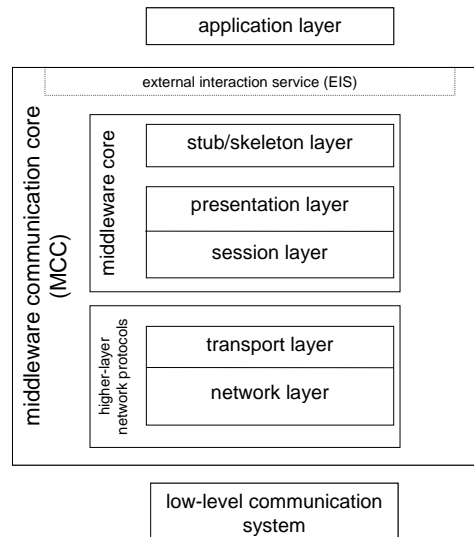 application layer
external interaction service (EIS)
middleware communication core
(MCC)
middleware core
stub/skeleton layer
presentation layer
session layer
higher-layer
network protocols
transport layer
network layer
low-level communication
system